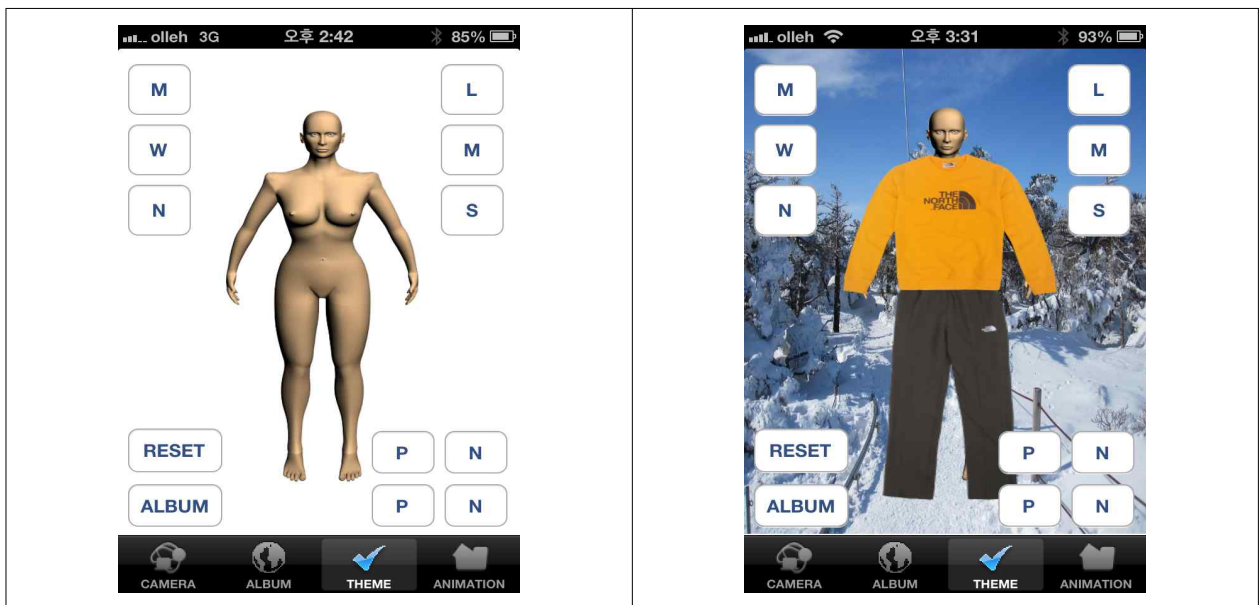 olleh 3G 오후 2:42 85%
M L
W M
N S
RESET P N
ALBUM P N
CAMERA ALBUM THEME ANIMATION
olleh 오후 3:31 93%
M L
W M
N S
THE
NORTH
FACE
RESET P N
ALBUM P N
CAMERA ALBUM THEME ANIMATION